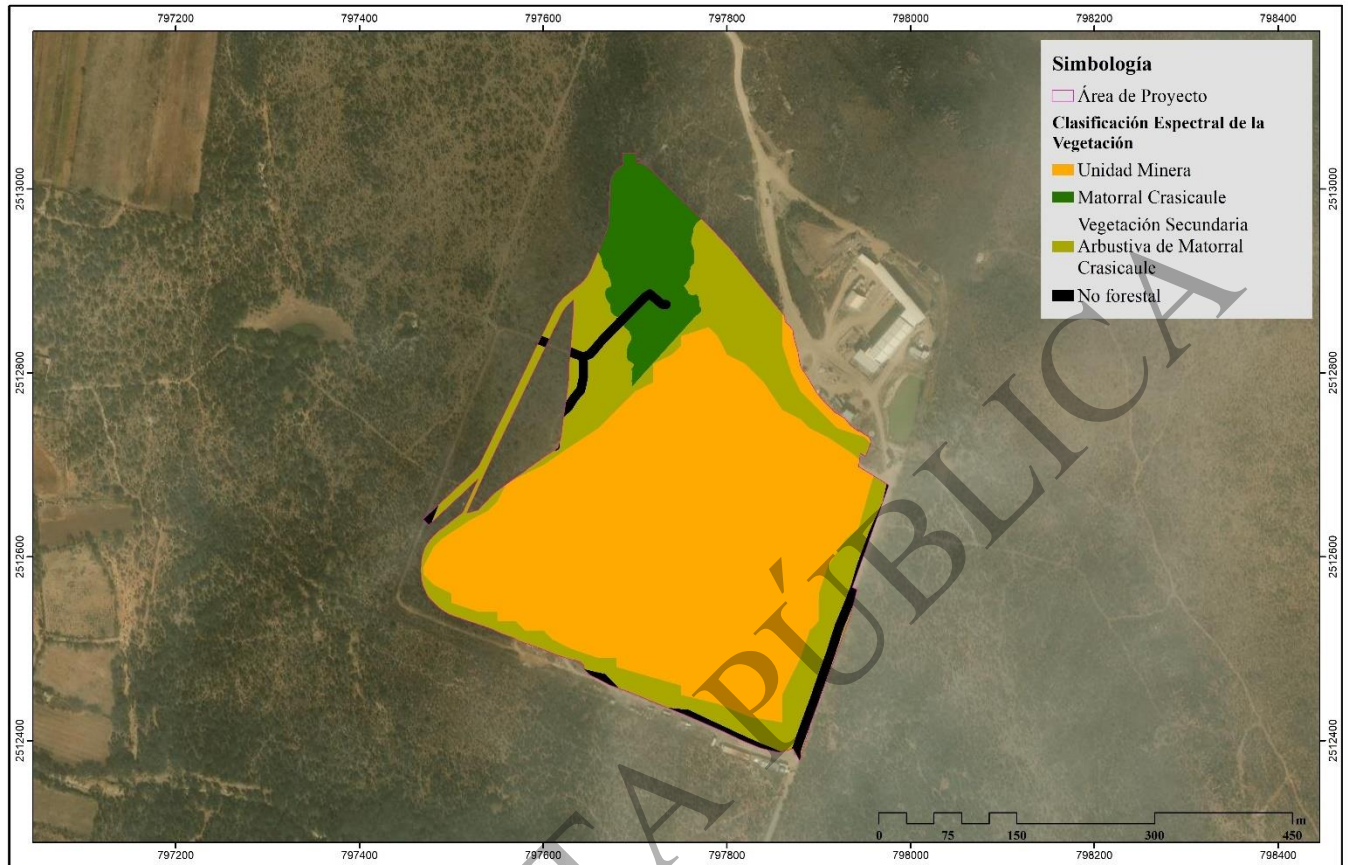 797200 797400 797600 797800 798000 798200 798400
Simbología
Área de Proyecto
Clasificación Espectral de la
Vegetación
Unidad Minera
Matorral Crasicaule
Vegetación Secundaria
Arbustiva de Matorral
Crasicaule
No forestal
2513000 2513000
2512800 2512800
2512600 2512600
2512400 2512400
TA PÚBLICA
m
0 75 150 300 450
797200 797400 797600 797800 798000 798200 798400